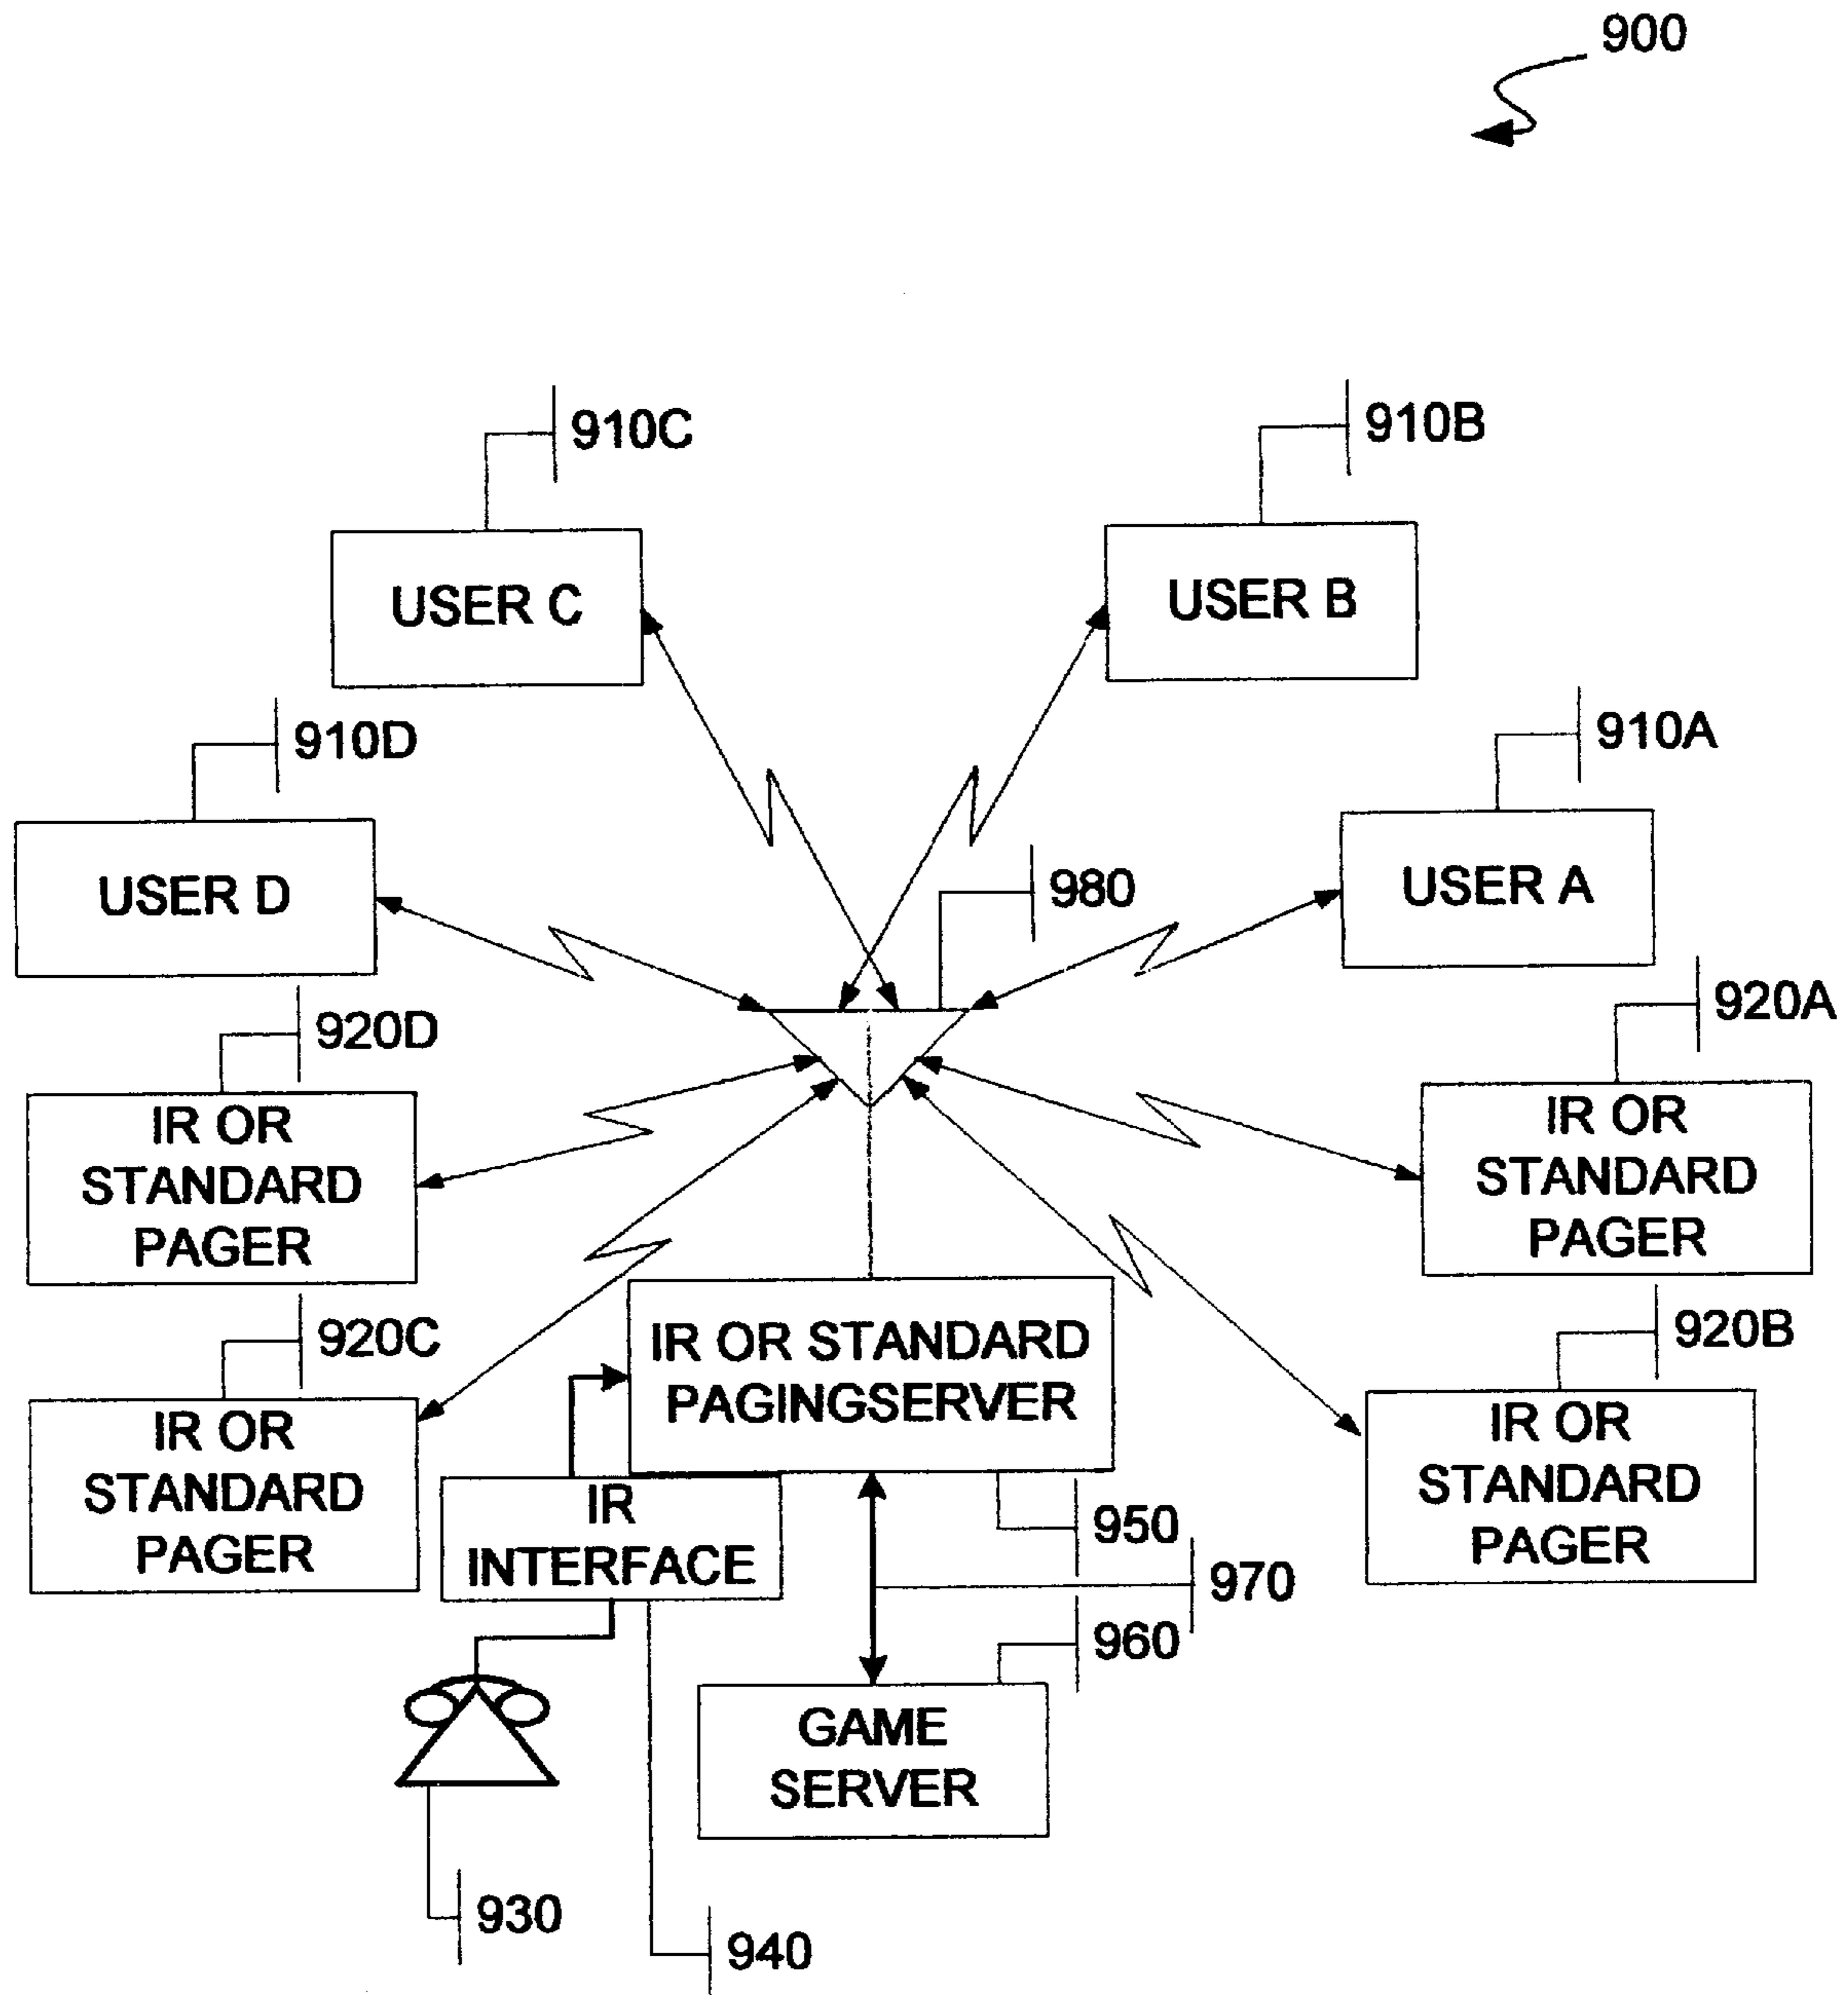 900
910C
910B
USER C
USER B
910D
910A
USER D
980
USER A
920D
920A
IR OR
STANDARD
PAGER
IR OR
STANDARD
PAGER
920C
IR OR STANDARD
PAGINGSERVER
920B
IR OR
STANDARD
PAGER
IR
INTERFACE
950
970
960
IR OR
STANDARD
PAGER
GAME
SERVER
930
940